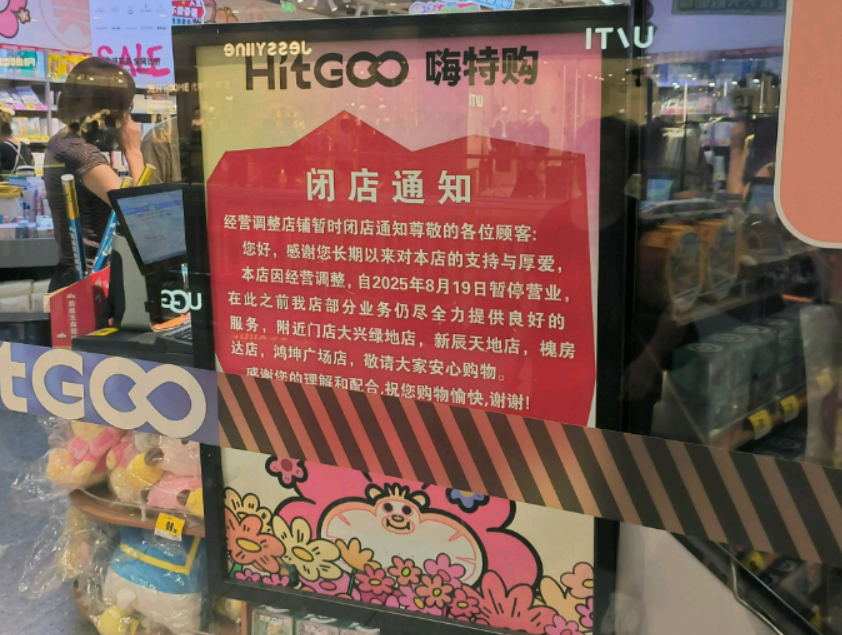 SALE
JessyYline
IT/U
HitGOO 嗨特购
闭店通知
经营调整店铺暂时闭店通知尊敬的各位顾客:
您好，感谢您长期以来对本店的支持与厚爱，
本店因经营调整，自2025年8月19日暂停营业，
在此之前我店部分业务仍尽全力提供良好的
服务，附近门店大兴绿地店，新辰天地店，槐房
达店，鸿坤广场店，敬请大家安心购物。
感谢您的理解和配合,祝您购物愉快,谢谢!
UGG
tGOO